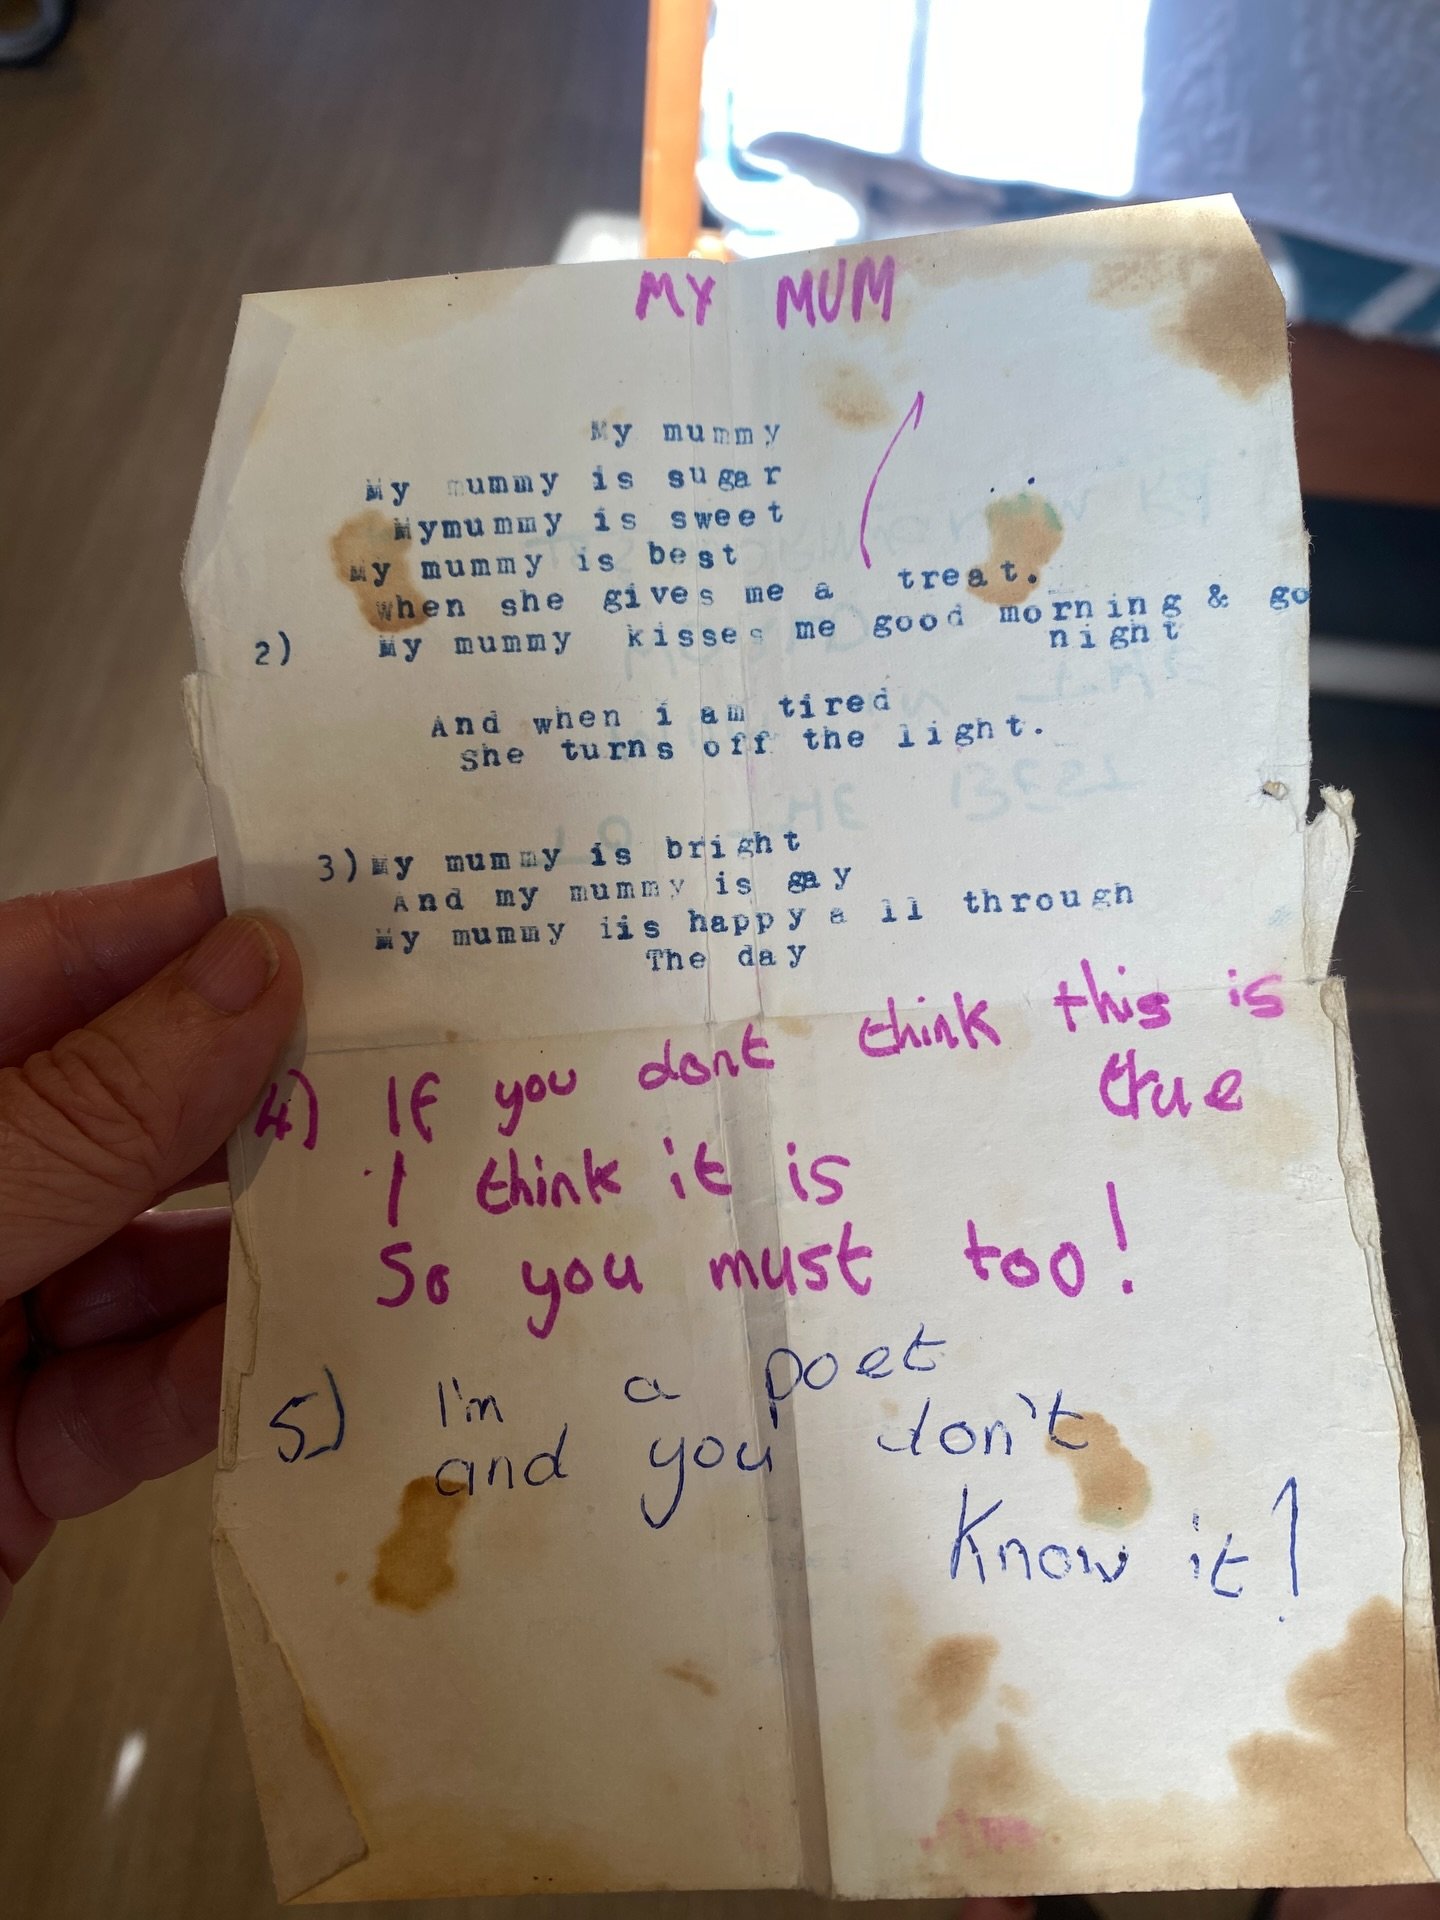 MY MUM
My mummy
My mummy is sugar
Mymummy is sweet
My mummy is best
when she gives me a treat.
2) My mummy kisses me good morning & go
night
And when i am tired
She turns off the light.
3) My mummy is bright
And my mummy is gay
My mummy iis happy a ll through
The day
4) If you dont think this is
true
I think it is
So you must too!
5) I'm a poet
and you don't
Know it!